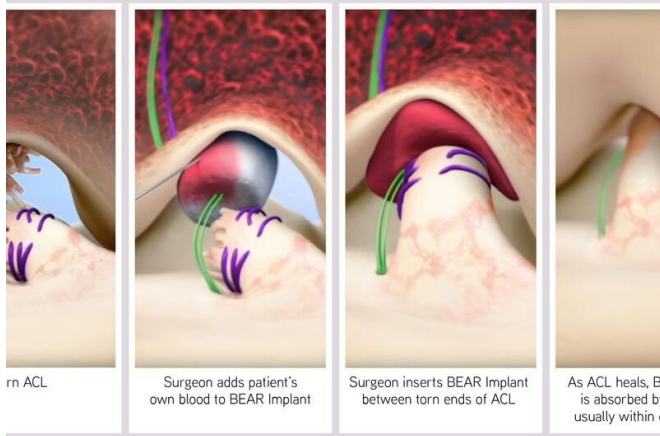 rn ACL
Surgeon adds patient's
own blood to BEAR Implant
Surgeon inserts BEAR Implant
between torn ends of ACL
As ACL heals, B
is absorbed b
usually within